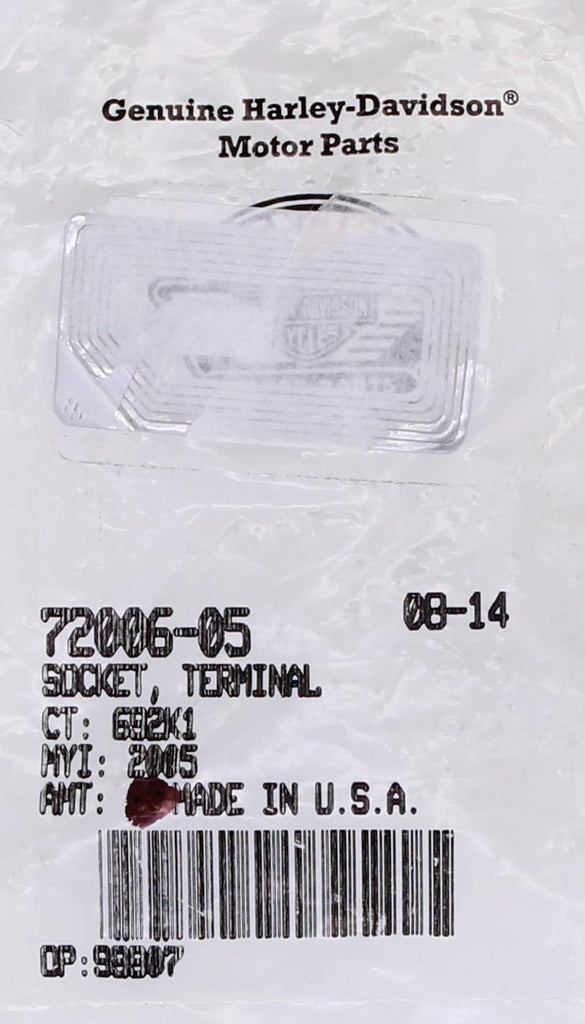 Genuine Harley-Davidson®
Motor Parts
72006-05
08-14
SOCKET, TERMINAL
CT: 692K1
MYI: 2005
AMT: MADE IN U.S.A.
OP:99907